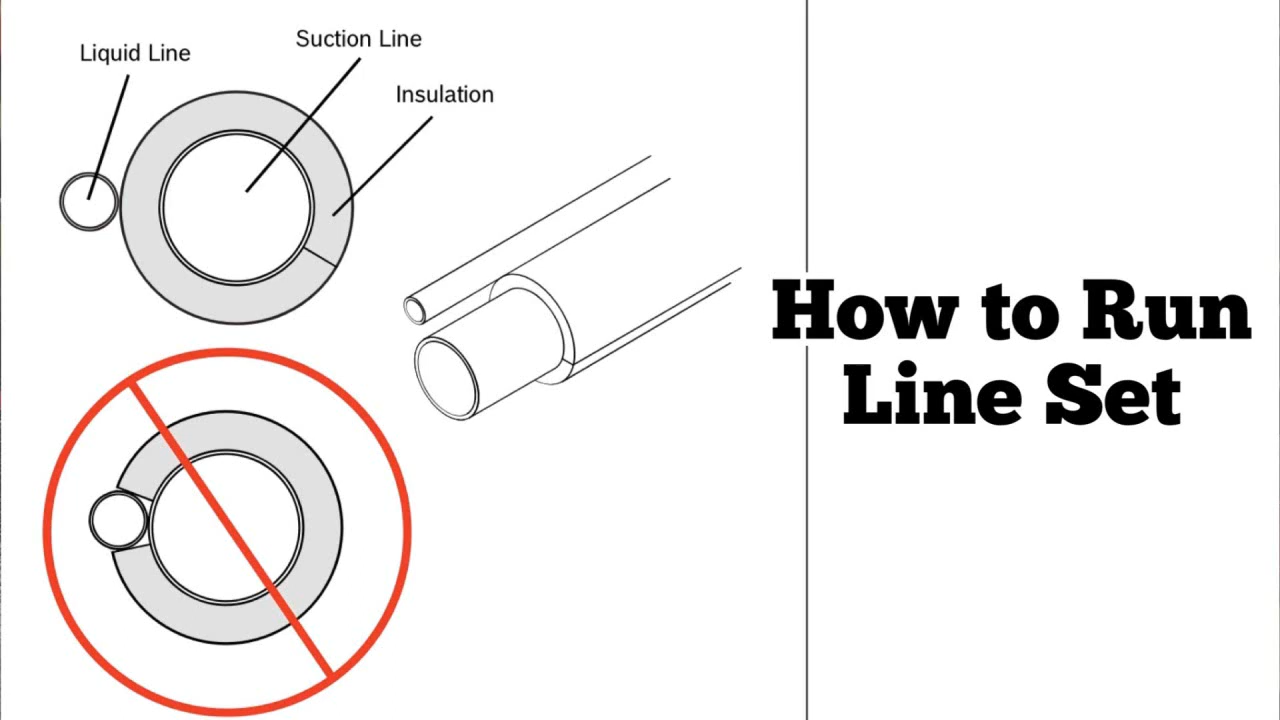 Liquid Line
Suction Line
Insulation
How to Run
Line Set